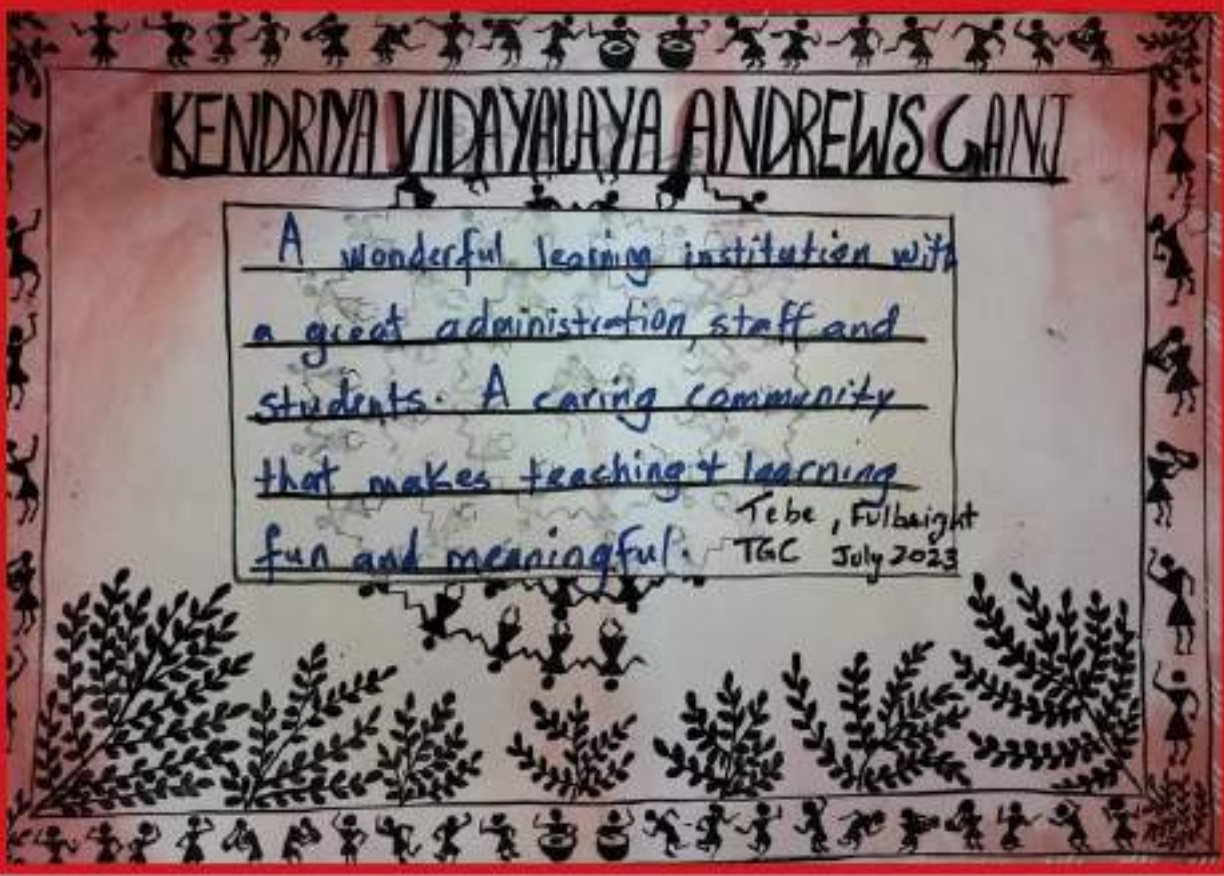 KENDRIYA VIDAYALAYA ANDREWS GANJ
A wonderful learning institution with
a great administration, staff and
students. A caring community
that makes teaching + learning
fun and meaningful.
Tebe, Fulbright
TGC July 2023